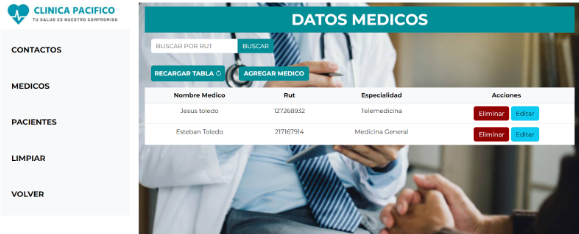 CLINICA PACIFICO
TU SALUD ES NUESTRO COMPROMISO
CONTACTOS
MEDICOS
PACIENTES
LIMPIAR
VOLVER
DATOS MEDICOS
BUSCAR POR RUT BUSCAR
RECARGAR TABLA AGREGAR MEDICO
Nombre Medico Rut Especialidad Acciones
Jesus toledo 127268932 Telemedicina Eliminar Editar
Esteban Toledo 217167914 Medicina General Eliminar Editar